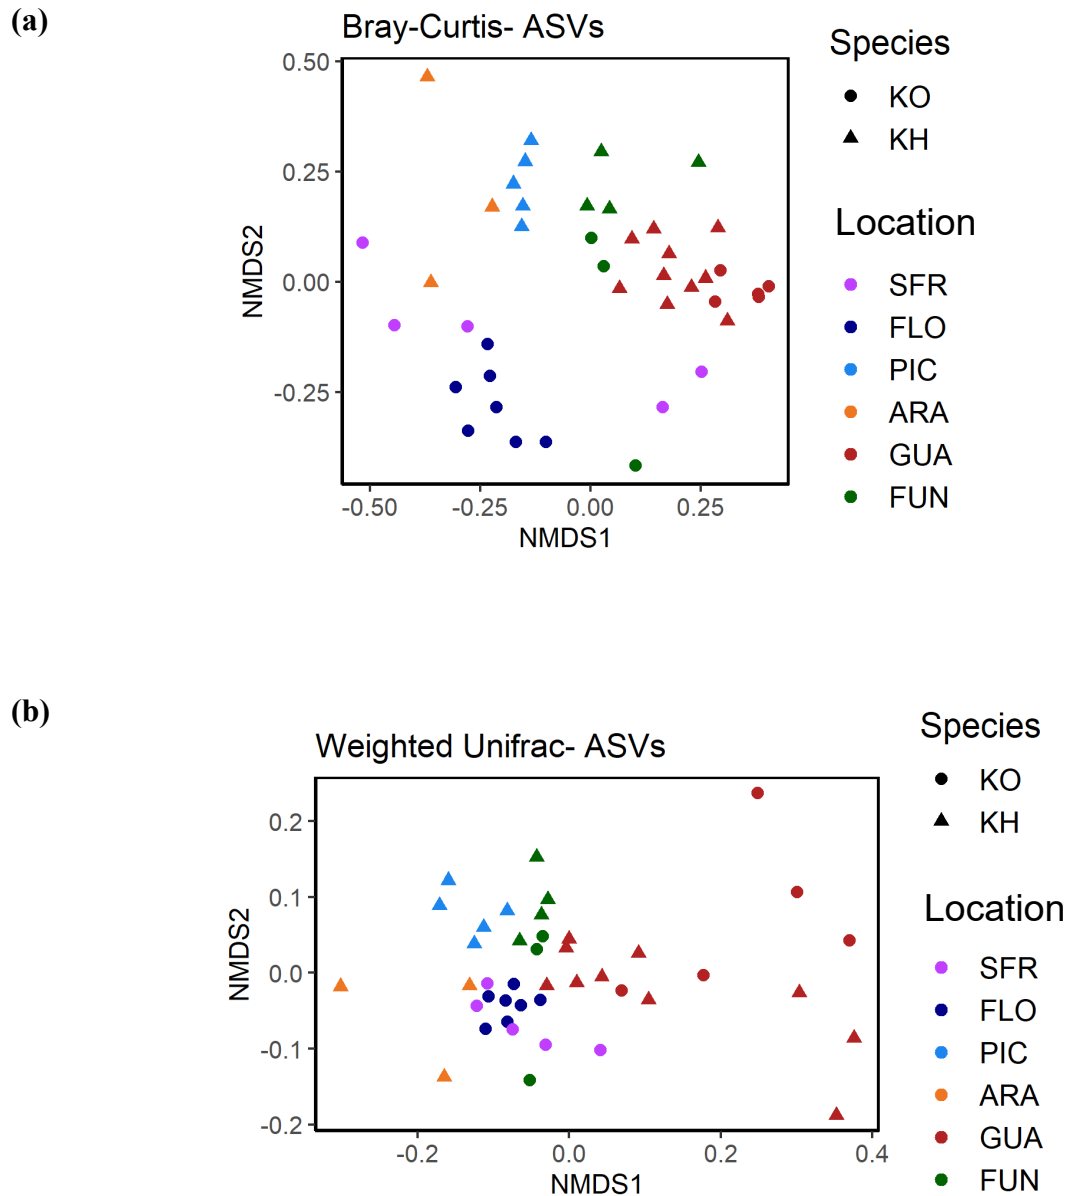 (a)
Bray-Curtis- ASVs
0.50
0.25
0.00
-0.25
NMDS2
-0.50
-0.25
0.00
0.25
NMDS1
Species
KO
KH
Location
SFR
FLO
PIC
ARA
GUA
FUN
(b)
Weighted Unifrac- ASVs
0.2
0.1
0.0
-0.1
-0.2
NMDS2
-0.2
0.0
0.2
0.4
NMDS1
Species
KO
KH
Location
SFR
FLO
PIC
ARA
GUA
FUN